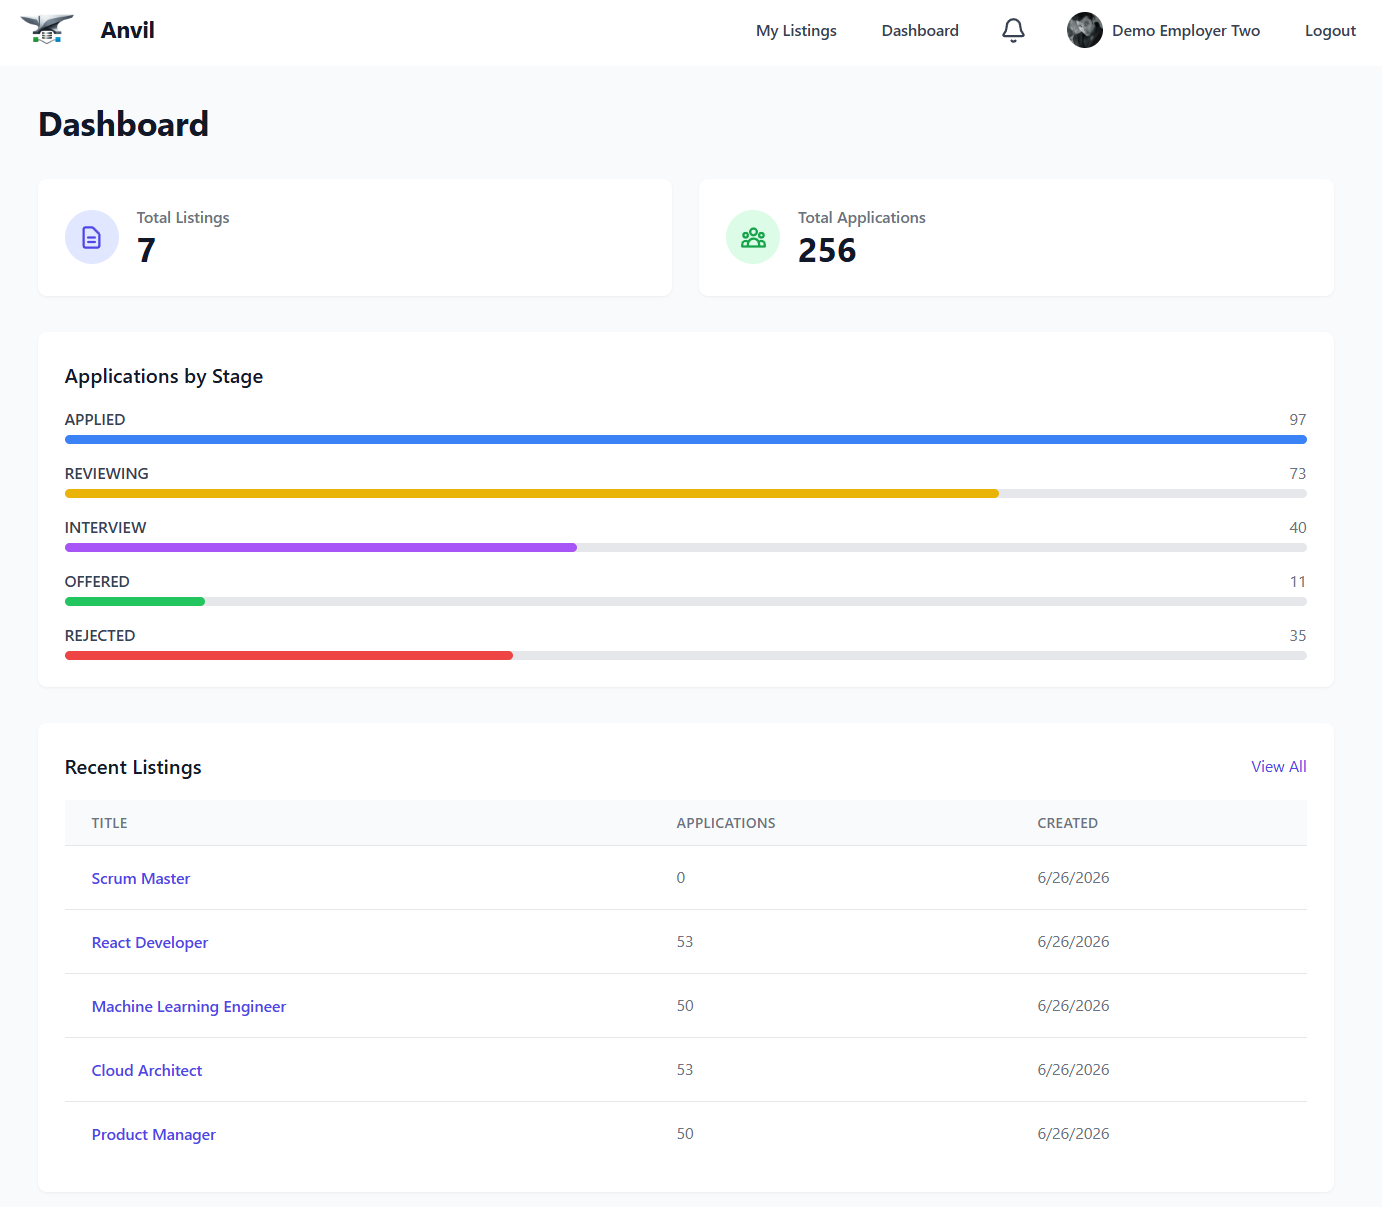 Anvil My Listings Dashboard Demo Employer Two Logout
Dashboard
Total Listings
7
Total Applications
256
Applications by Stage
APPLIED 97
REVIEWING 73
INTERVIEW 40
OFFERED 11
REJECTED 35
Recent Listings View All
TITLE APPLICATIONS CREATED
Scrum Master 0 6/26/2026
React Developer 53 6/26/2026
Machine Learning Engineer 50 6/26/2026
Cloud Architect 53 6/26/2026
Product Manager 50 6/26/2026